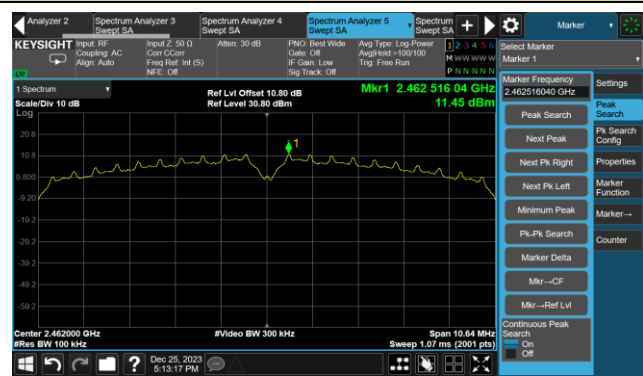 Analyzer 2
Spectrum Analyzer 3
Swept SA
Spectrum Analyzer 4
Swept SA
Spectrum Analyzer 5
Swept SA
Spectrum
Swept SA
Marker
KEYSIGHT
Input: RF
Coupling: AC
Align: Auto
Input Z: 50 Ω
Corr CCorr
Freq Ref: Int (S)
NFE: Off
Atten: 30 dB
PNO: Best Wide
Gate: Off
IF Gain: Low
Sig Track: Off
Avg Type: Log-Power
Avg|Hold:>100/100
Trig: Free Run
1 2 3 4 5 6
M W W W W W
P N N N N N
LXI
Select Marker
Marker 1
1 Spectrum
Scale/Div 10 dB
Log
Ref Lvl Offset 10.80 dB
Ref Level 30.80 dBm
Mkr1 2.462 516 04 GHz
11.45 dBm
1
20.8
10.8
0.800
-9.20
-19.2
-29.2
-39.2
-49.2
-59.2
Center 2.462000 GHz
#Res BW 100 kHz
#Video BW 300 kHz
Span 10.64 MHz
Sweep 1.07 ms (2001 pts)
Marker Frequency
2.462516040 GHz
Peak Search
Next Peak
Next Pk Right
Next Pk Left
Minimum Peak
Pk-Pk Search
Marker Delta
Mkr→CF
Mkr→Ref Lvl
Continuous Peak
Search
On
Off
Settings
Peak
Search
Pk Search
Config
Properties
Marker
Function
Marker→
Counter
?
Dec 25, 2023
5:13:17 PM